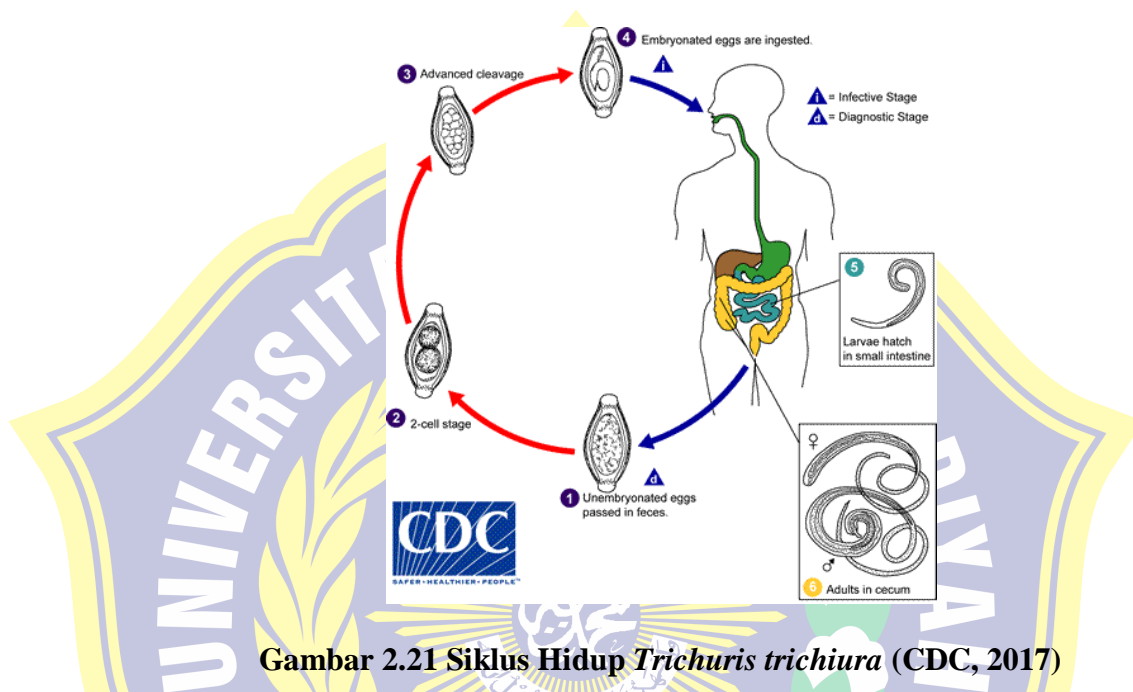 4 Embryonated eggs are ingested.
3 Advanced cleavage
i
i = Infective Stage
d = Diagnostic Stage
5
Larvae hatch
in small intestine
2 2-cell stage
d
1 Unembryonated eggs
passed in feces.
♀
♂
6 Adults in cecum
CDC
SAFER•HEALTHIER•PEOPLE™
Gambar 2.21 Siklus Hidup Trichuris trichiura (CDC, 2017)